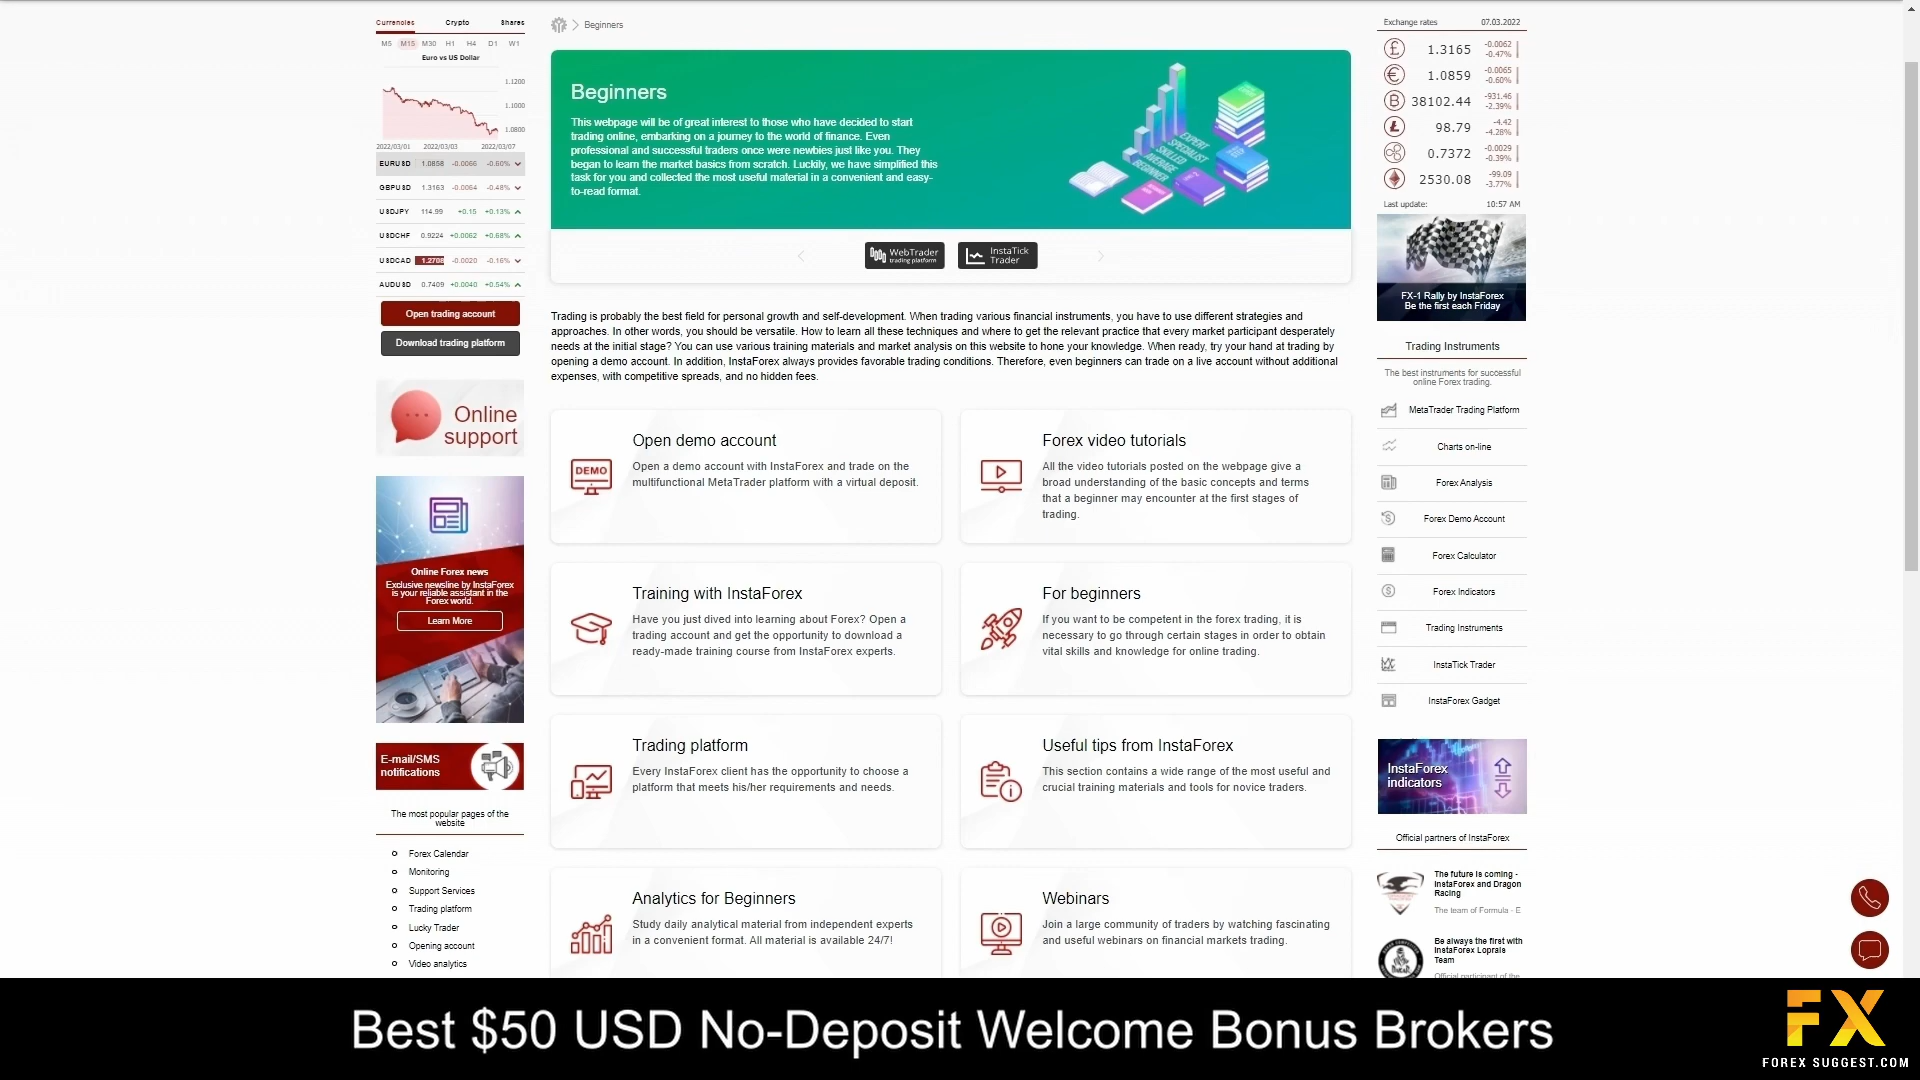 Currencies Crypto Shares
M5 M15 M30 H1 H4 D1 W1
Euro vs US Dollar
1.1200
1.1000
1.0800
2022/03/01 2022/03/03 2022/03/07
EURUSD 1.0858 -0.0066 -0.60%
GBPUSD 1.3163 -0.0064 -0.48%
USDJPY 114.99 +0.15 +0.13%
USDCHF 0.9224 +0.0062 +0.68%
USDCAD 1.2708 -0.0020 -0.16%
AUDUSD 0.7409 +0.0040 +0.54%
Open trading account
Download trading platform
Online
support
Online Forex news
Exclusive newsline by InstaForex
is your reliable assistant in the
Forex world.
Learn More
E-mail/SMS
notifications
The most popular pages of the
website
Forex Calendar
Monitoring
Support Services
Trading platform
Lucky Trader
Opening account
Video analytics
Beginners
Beginners
This webpage will be of great interest to those who have decided to start
trading online, embarking on a journey to the world of finance. Even
professional and successful traders once were newbies just like you. They
began to learn the market basics from scratch. Luckily, we have simplified this
task for you and collected the most useful material in a convenient and easy-
to-read format.
EXPERT
SPECIALIST
SKILLED
AVERAGE
BEGINNER
WebTrader
trading platform
InstaTick
Trader
Trading is probably the best field for personal growth and self-development. When trading various financial instruments, you have to use different strategies and
approaches. In other words, you should be versatile. How to learn all these techniques and where to get the relevant practice that every market participant desperately
needs at the initial stage? You can use various training materials and market analysis on this website to hone your knowledge. When ready, try your hand at trading by
opening a demo account. In addition, InstaForex always provides favorable trading conditions. Therefore, even beginners can trade on a live account without additional
expenses, with competitive spreads, and no hidden fees.
DEMO
Open demo account
Open a demo account with InstaForex and trade on the
multifunctional MetaTrader platform with a virtual deposit.
Forex video tutorials
All the video tutorials posted on the webpage give a
broad understanding of the basic concepts and terms
that a beginner may encounter at the first stages of
trading.
Training with InstaForex
Have you just dived into learning about Forex? Open a
trading account and get the opportunity to download a
ready-made training course from InstaForex experts.
For beginners
If you want to be competent in the forex trading, it is
necessary to go through certain stages in order to obtain
vital skills and knowledge for online trading.
Trading platform
Every InstaForex client has the opportunity to choose a
platform that meets his/her requirements and needs.
Useful tips from InstaForex
This section contains a wide range of the most useful and
crucial training materials and tools for novice traders.
Analytics for Beginners
Study daily analytical material from independent experts
in a convenient format. All material is available 24/7!
Webinars
Join a large community of traders by watching fascinating
and useful webinars on financial markets trading.
Exchange rates 07.03.2022
£ 1.3165 -0.0062
-0.47%
€ 1.0859 -0.0065
-0.60%
38102.44 -931.46
-2.39%
98.79 -4.42
-4.28%
0.7372 -0.0029
-0.39%
2530.08 -99.09
-3.77%
Last update: 10:57 AM
FX-1 Rally by InstaForex
Be the first each Friday
Trading Instruments
The best instruments for successful
online Forex trading.
MetaTrader Trading Platform
Charts on-line
Forex Analysis
Forex Demo Account
Forex Calculator
Forex Indicators
Trading Instruments
InstaTick Trader
InstaForex Gadget
InstaForex
indicators
Official partners of InstaForex
The future is coming -
InstaForex and Dragon
Racing
The team of Formula - E
Be always the first with
InstaForex Loprais
Team
Official participant of the
Best $50 USD No-Deposit Welcome Bonus Brokers
FX
FOREX SUGGEST.COM